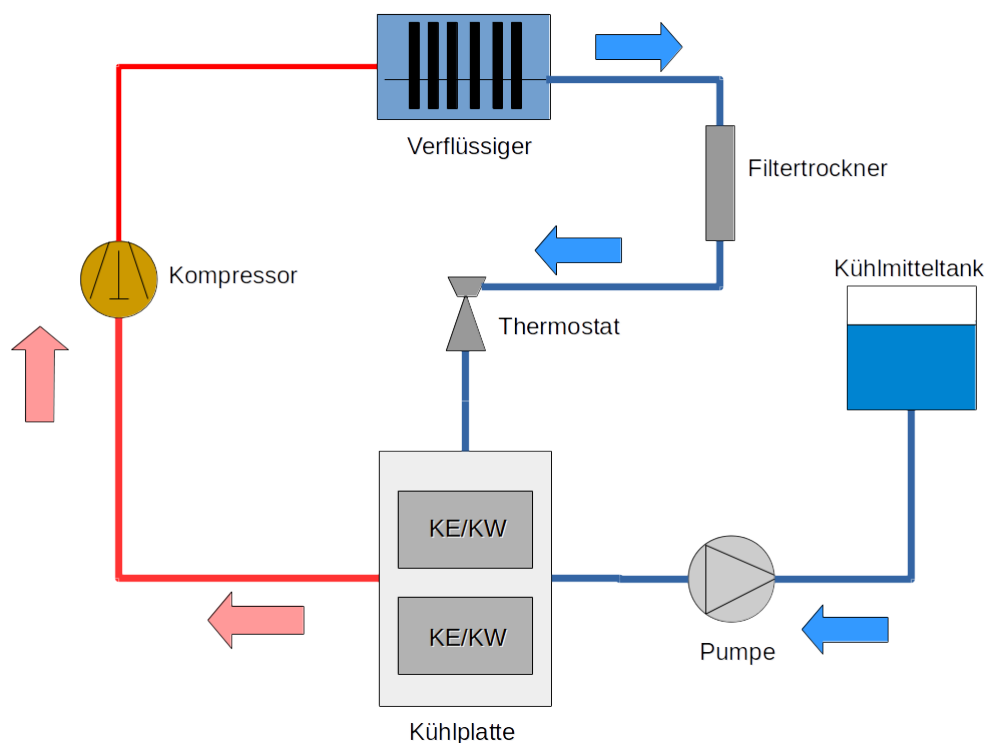 Verflüssiger
Filtertrockner
Kompressor
Kühlmitteltank
Thermostat
KE/KW
KE/KW
Pumpe
Kühlplatte